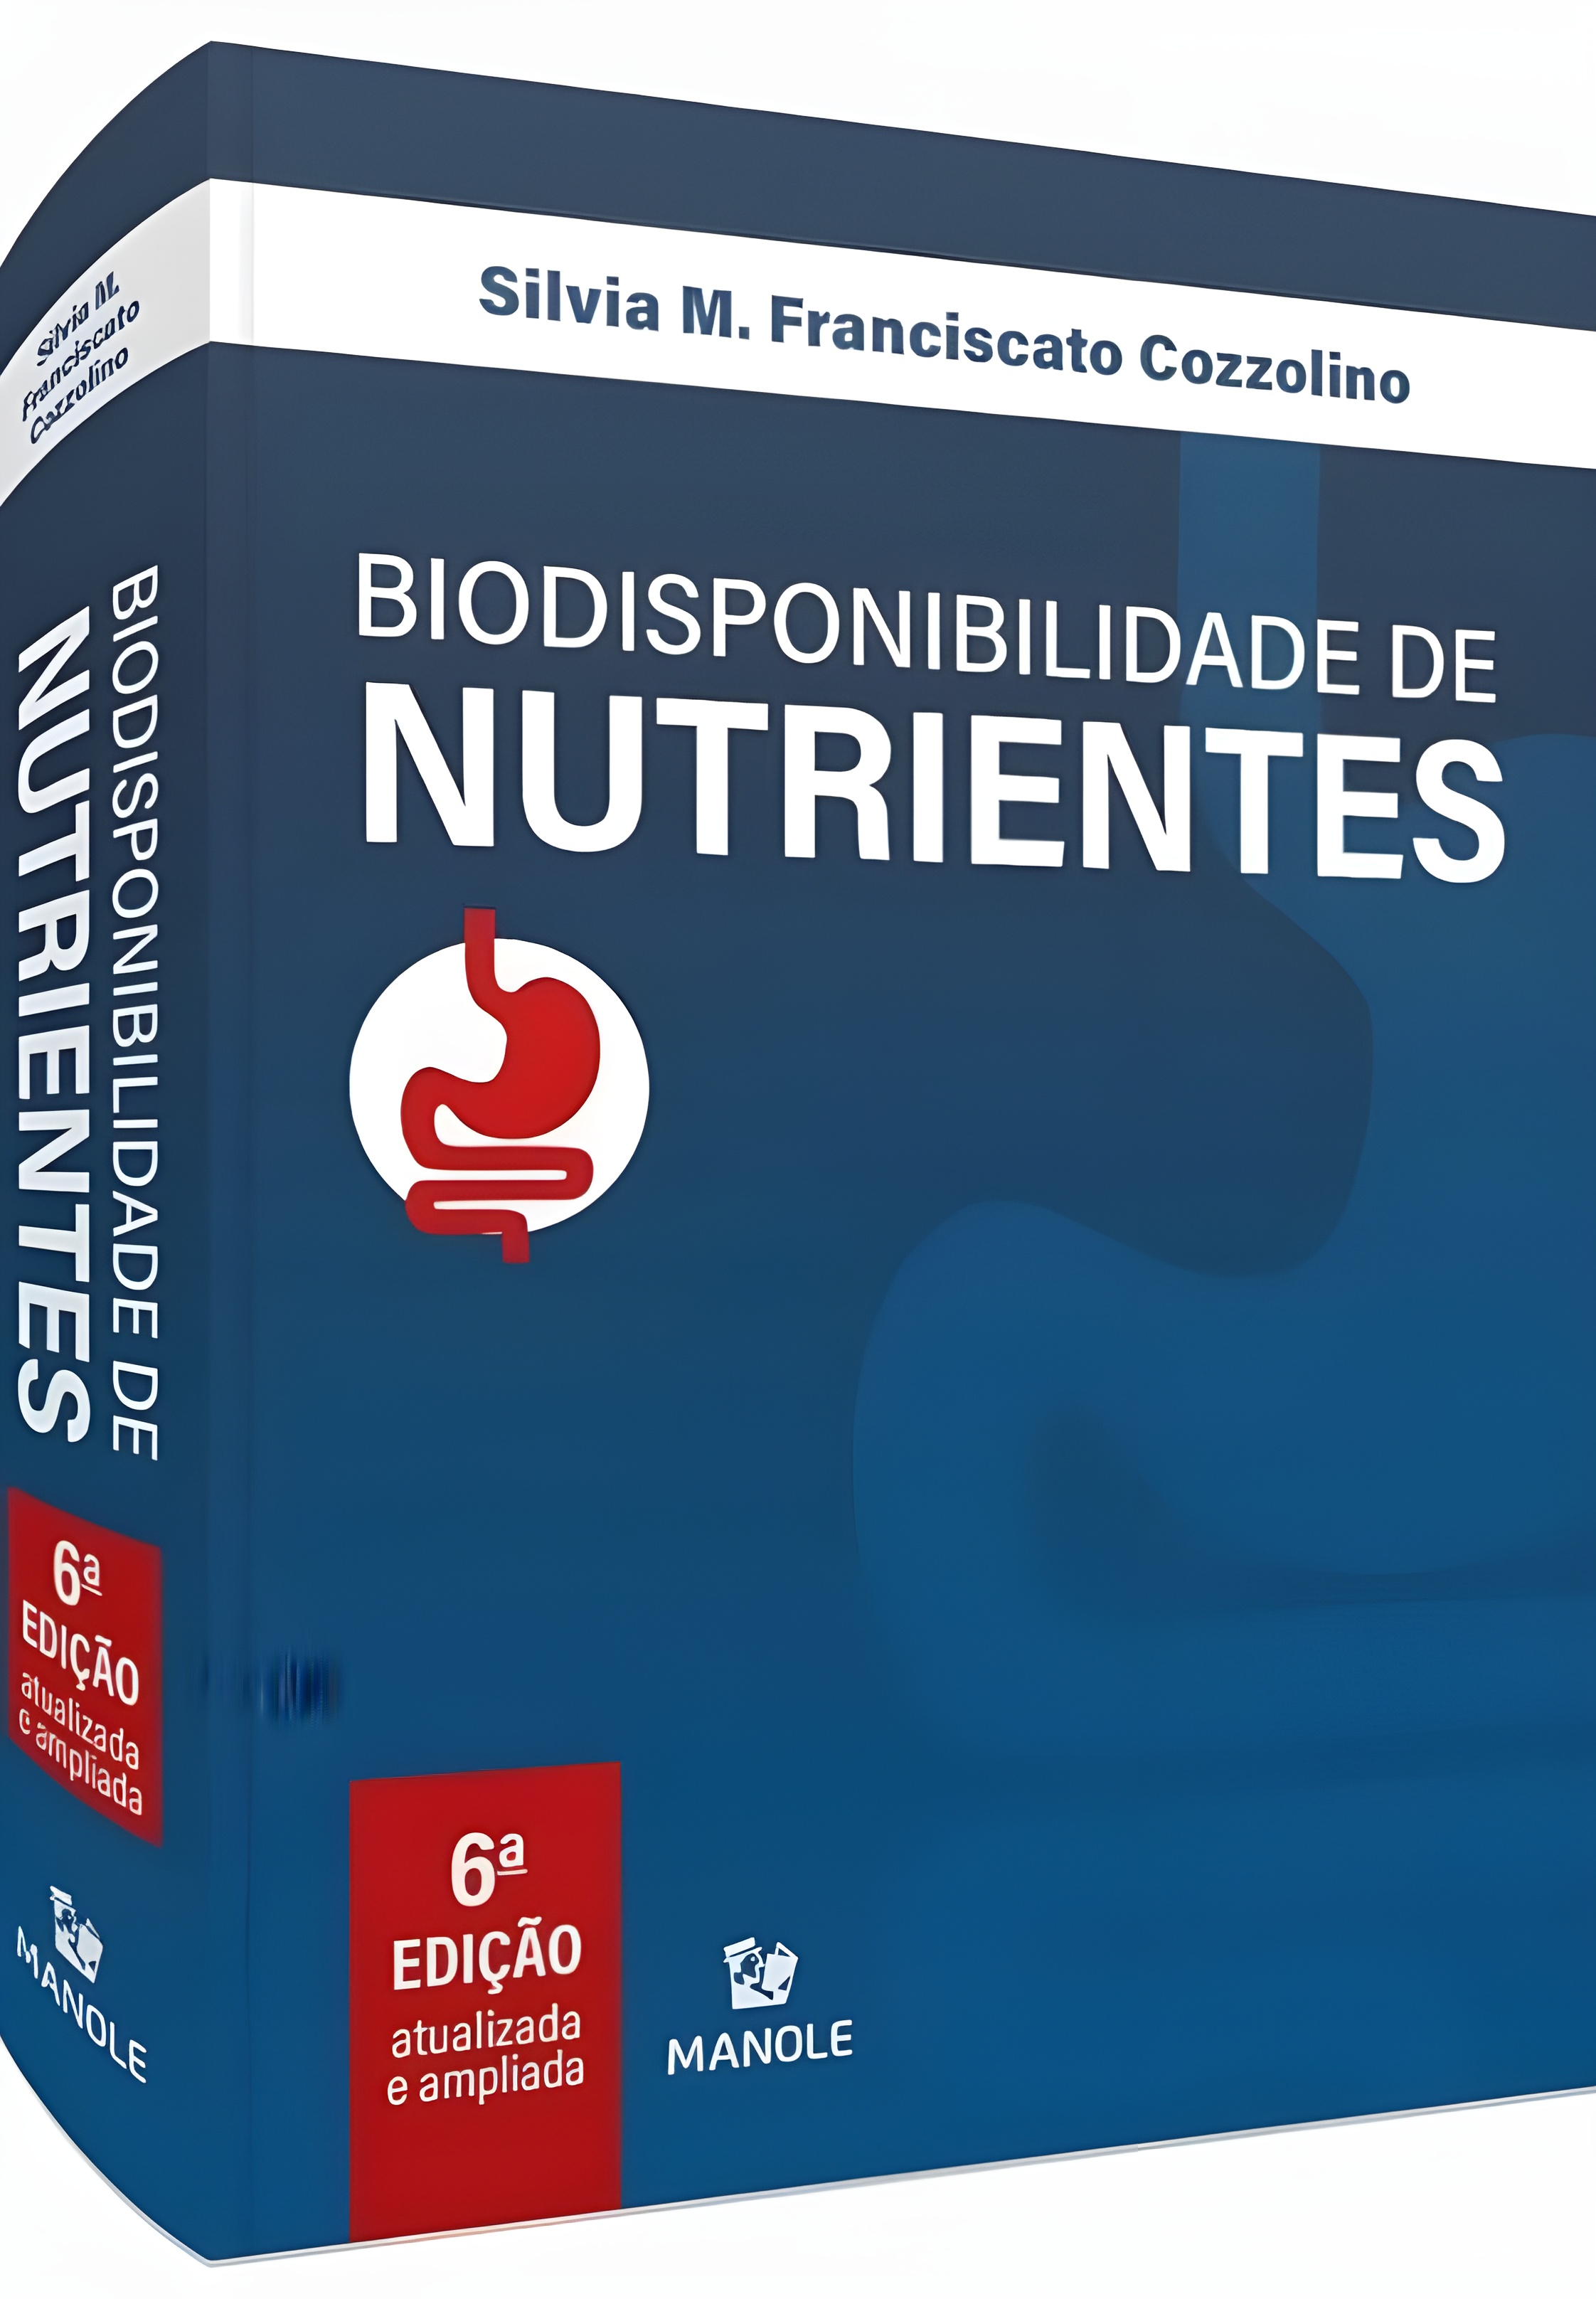 Silvia M.
Franciscato
Cozzolino
BIODISPONIBILIDADE DE
NUTRIENTES
6ª
EDIÇÃO
atualizada
e ampliada
MANOLE
Silvia M. Franciscato Cozzolino
BIODISPONIBILIDADE DE
NUTRIENTES
6ª
EDIÇÃO
atualizada
e ampliada
MANOLE